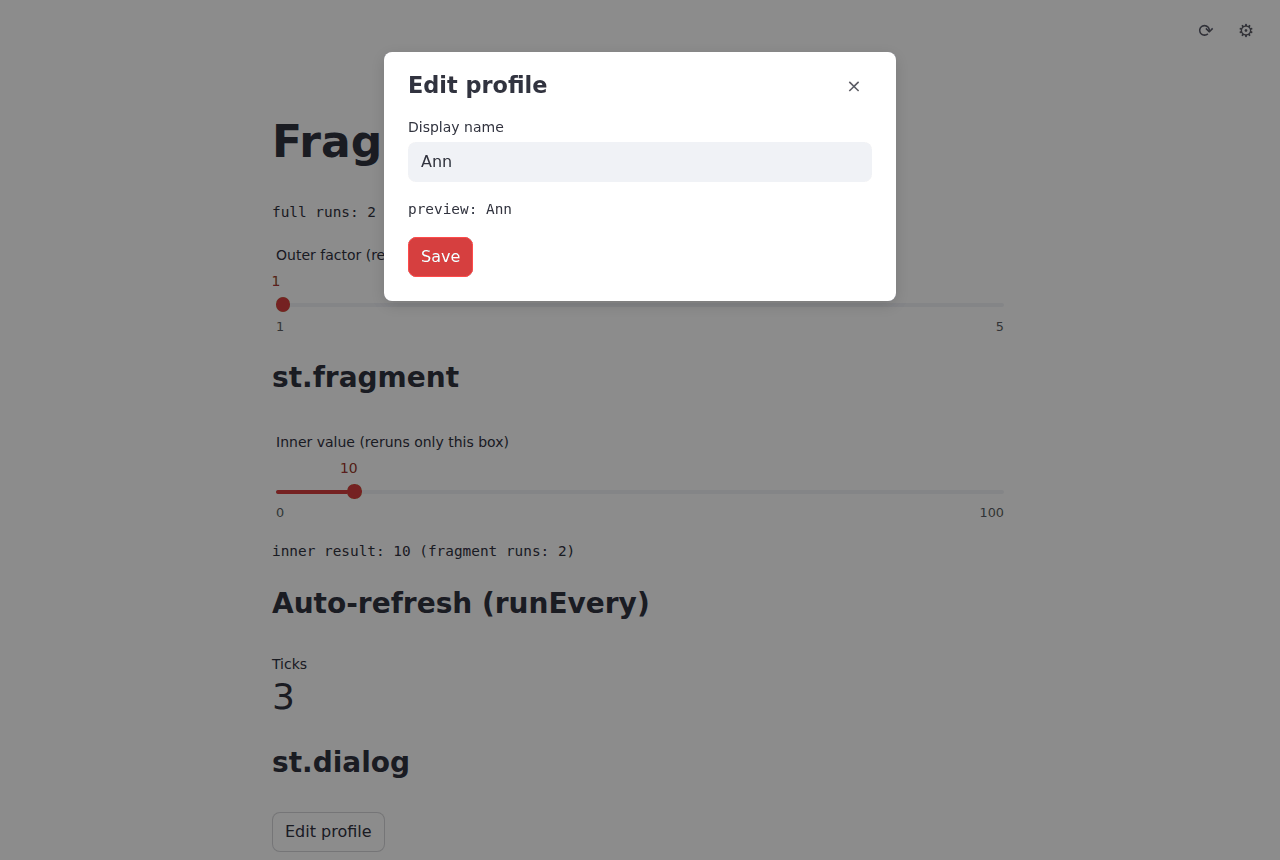 ⟳ ⚙
Edit profile
×
Display name
Ann
preview: Ann
Save
Frag
full runs: 2
Outer factor (re
1
1 5
st.fragment
Inner value (reruns only this box)
10
0 100
inner result: 10 (fragment runs: 2)
Auto-refresh (runEvery)
Ticks
3
st.dialog
Edit profile